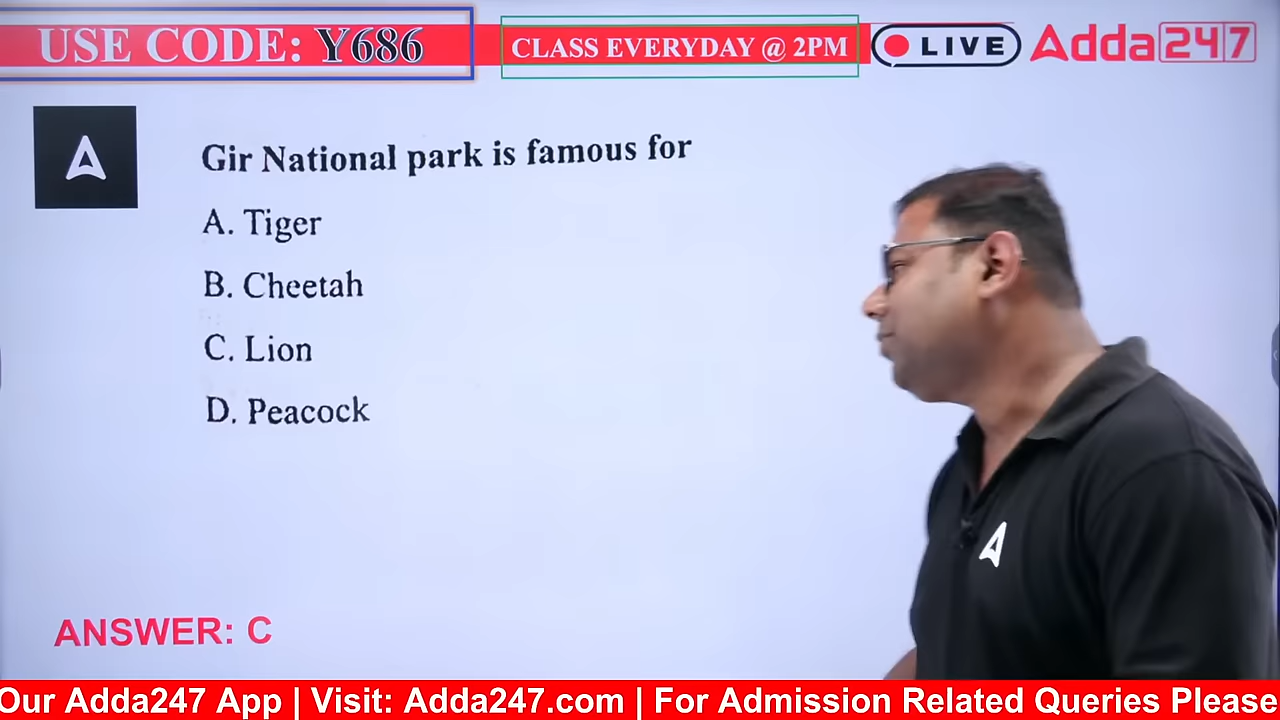 USE CODE: Y686
CLASS EVERYDAY @ 2PM
LIVE
Adda247
Gir National park is famous for
A. Tiger
B. Cheetah
C. Lion
D. Peacock
ANSWER: C
Our Adda247 App | Visit: Adda247.com | For Admission Related Queries Please